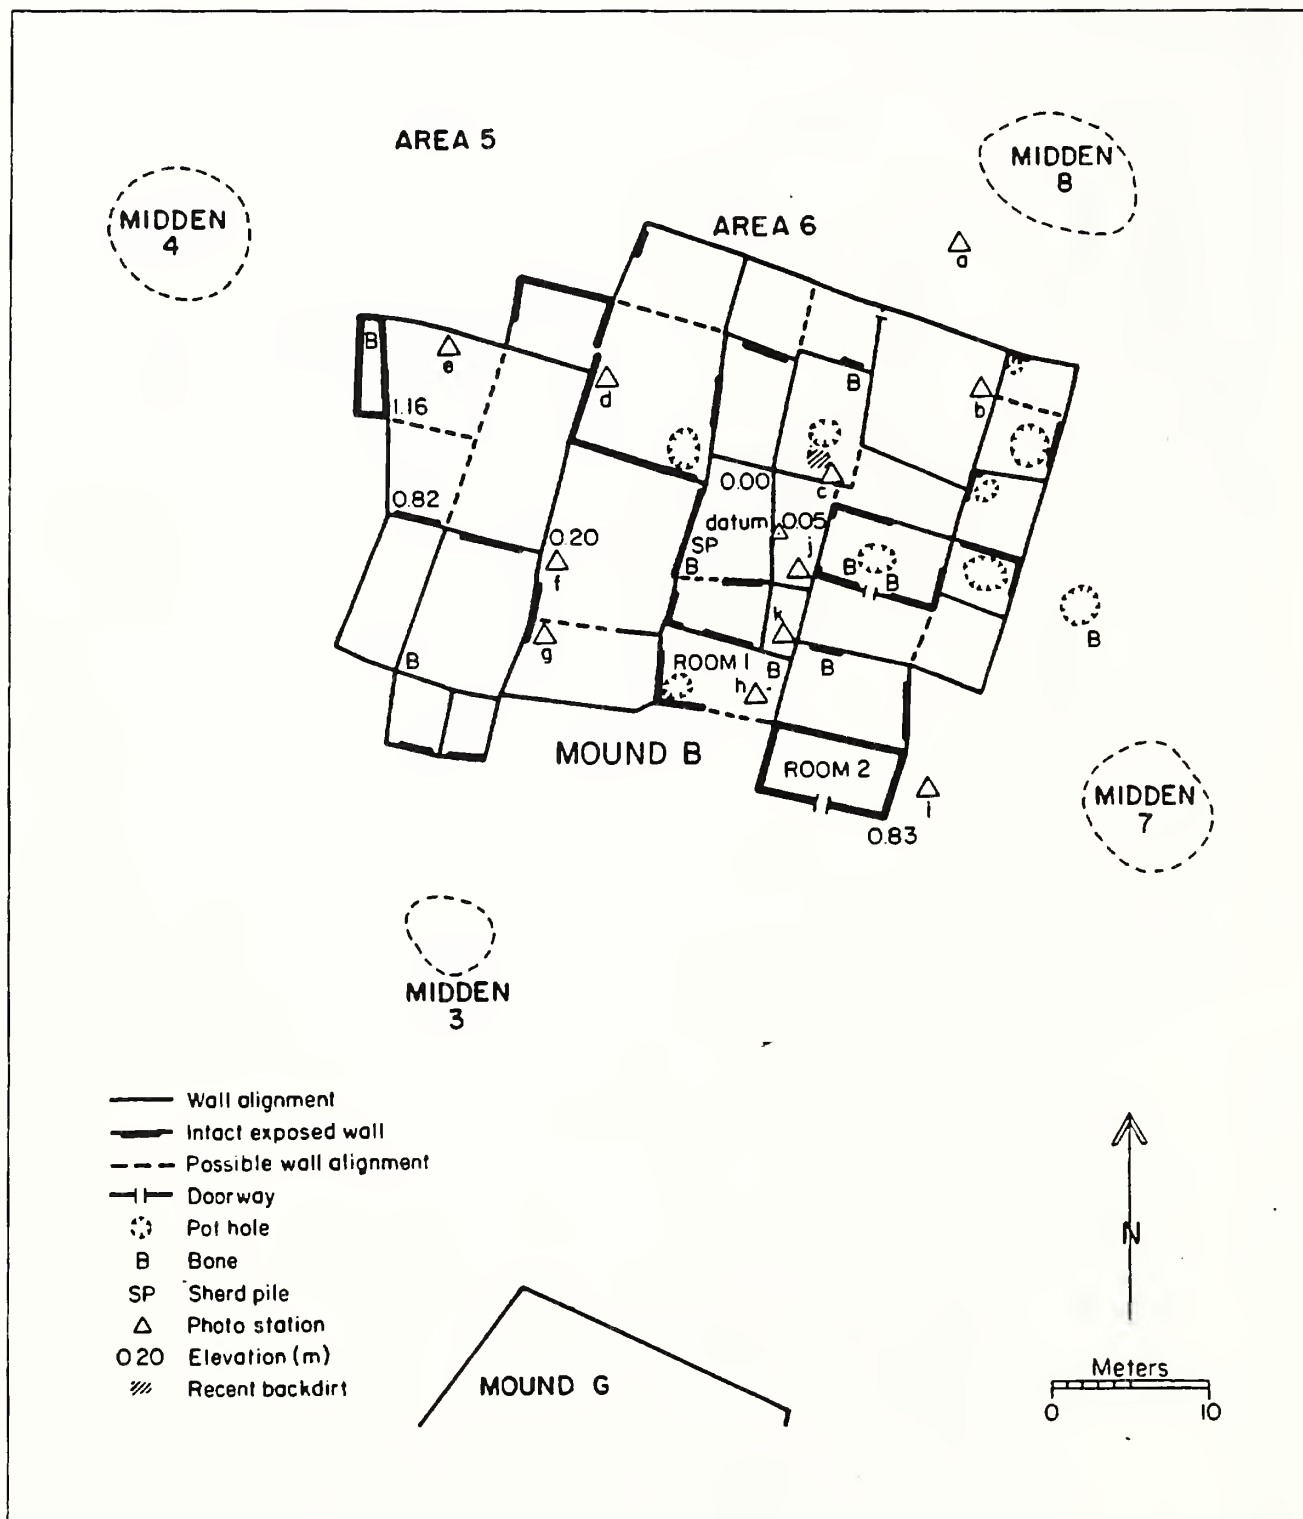 AREA 5
MIDDEN
8
MIDDEN
4
AREA 6
a
B
e
d
B
b
1.16
0.00
c
0.82
datum
0.05
0.20
SP
j
f
B
B
B
k
B
g
ROOM 1
B
B
B
h
MOUND B
ROOM 2
i
MIDDEN
7
0.83
MIDDEN
3
Wall alignment
Intact exposed wall
Possible wall alignment
Doorway
Pot hole
B Bone
SP Sherd pile
Photo station
0.20 Elevation (m)
Recent backdirt
N
MOUND G
Meters
0 10